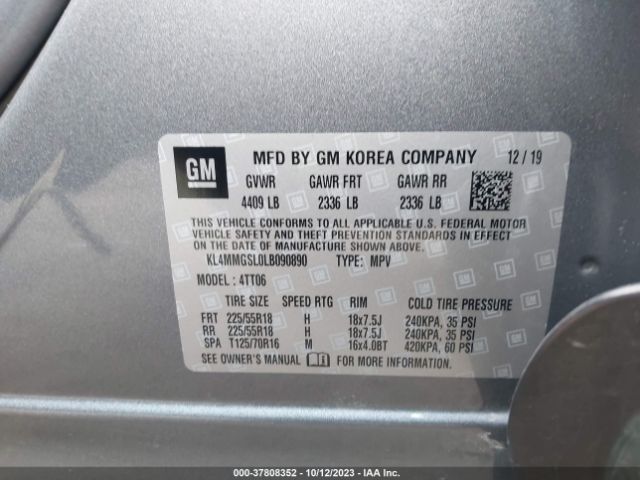 GM MFD BY GM KOREA COMPANY 12 / 19
GVWR GAWR FRT GAWR RR
4409 LB 2336 LB 2336 LB
THIS VEHICLE CONFORMS TO ALL APPLICABLE U.S. FEDERAL MOTOR
VEHICLE SAFETY AND THEFT PREVENTION STANDARDS IN EFFECT
ON THE DATE OF MANUFACTURE SHOWN ABOVE.
KL4MMGSL0LB090890 TYPE: MPV
MODEL : 4TT06
TIRE SIZE SPEED RTG RIM COLD TIRE PRESSURE
FRT 225/55R18 H 18x7.5J 240KPA, 35 PSI
RR 225/55R18 H 18x7.5J 240KPA, 35 PSI
SPA T125/70R16 M 16x4.0BT 420KPA, 60 PSI
SEE OWNER'S MANUAL FOR MORE INFORMATION.
000-37808352 - 10/12/2023 - IAA Inc.